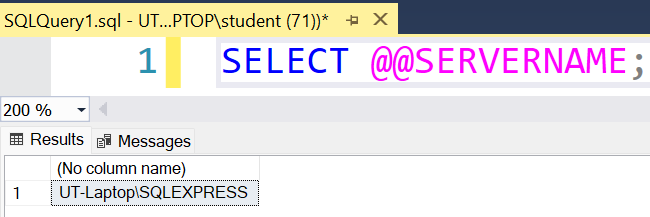 SQLQuery1.sql - UT...PTOP\student (71))*
1 SELECT @@SERVERNAME;
200 %
Results Messages
(No column name)
1 UT-Laptop\SQLEXPRESS